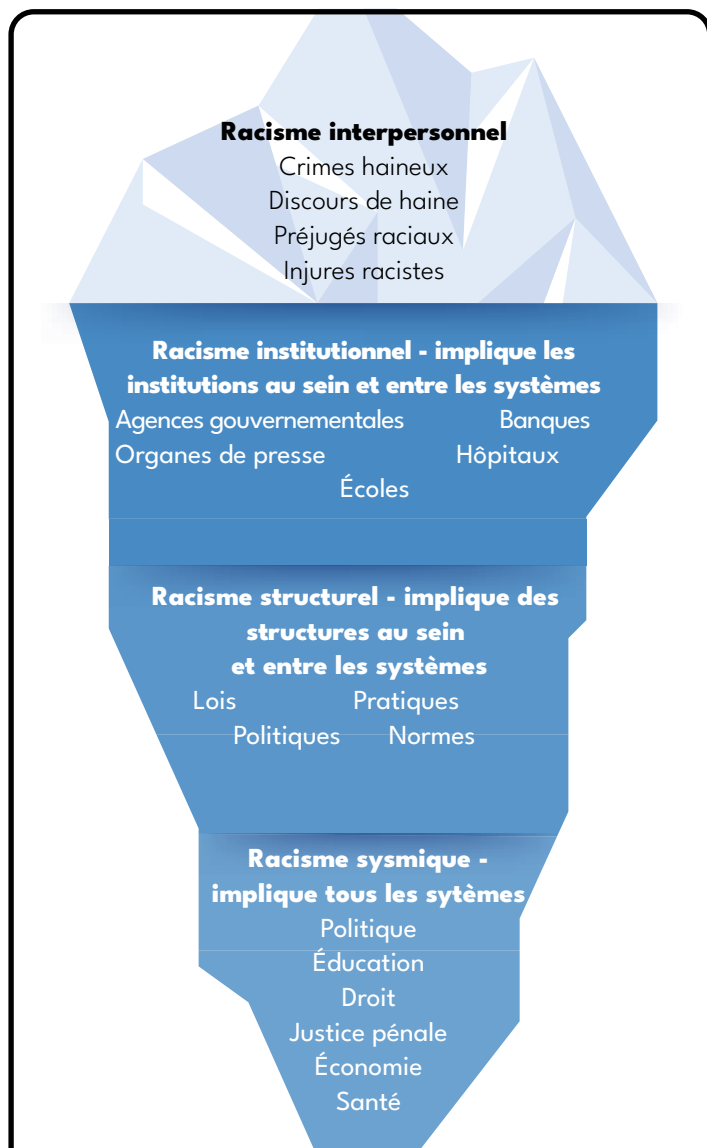 Racisme interpersonnel
Crimes haineux
Discours de haine
Préjugés raciaux
Injures racistes
Racisme institutionnel - implique les
institutions au sein et entre les systèmes
Agences gouvernementales Banques
Organes de presse Hôpitaux
Écoles
Racisme structurel - implique des
structures au sein
et entre les systèmes
Lois Pratiques
Politiques Normes
Racisme sysmique -
implique tous les sytèmes
Politique
Éducation
Droit
Justice pénale
Économie
Santé